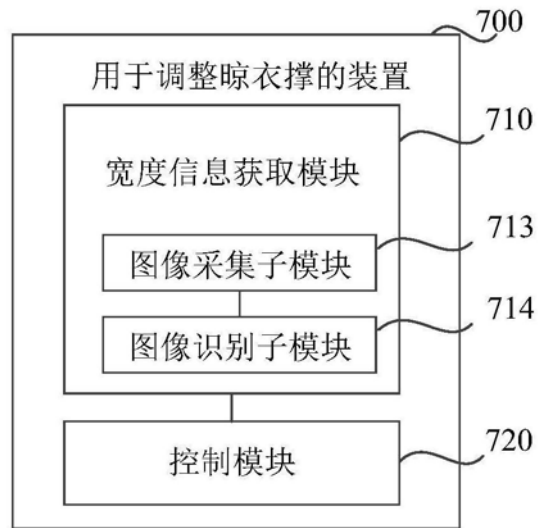 700
用于调整晾衣撑的装置
710
宽度信息获取模块
713
图像采集子模块
714
图像识别子模块
720
控制模块